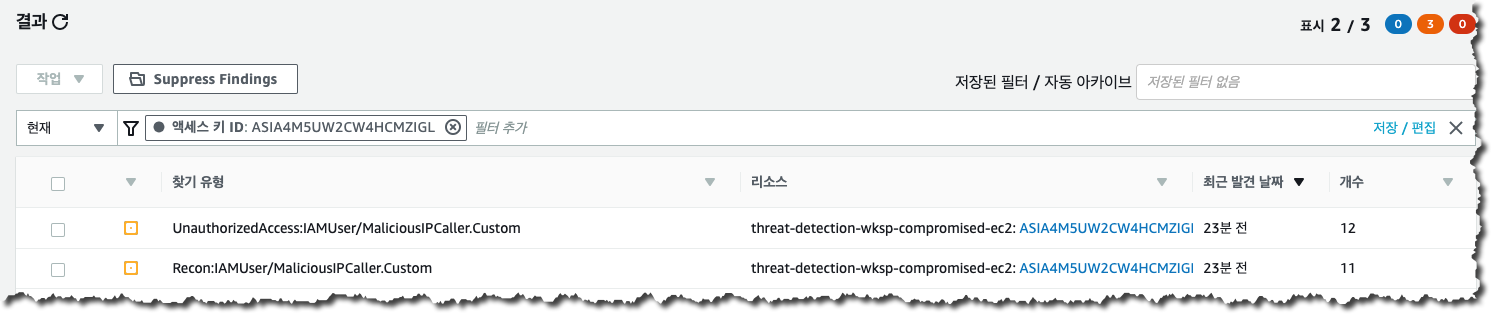 결과
표시 2 / 3 0 3 0
작업 Suppress Findings 저장된 필터 / 자동 아카이브 저장된 필터 없음
현재 액세스 키 ID: ASIA4M5UW2CW4HCMZIGL 필터 추가 저장 / 편집
찾기 유형 리소스 최근 발견 날짜 개수
UnauthorizedAccess:IAMUser/MaliciousIPCaller.Custom threat-detection-wksp-compromised-ec2: ASIA4M5UW2CW4HCMZIGI 23분 전 12
Recon:IAMUser/MaliciousIPCaller.Custom threat-detection-wksp-compromised-ec2: ASIA4M5UW2CW4HCMZIGI 23분 전 11